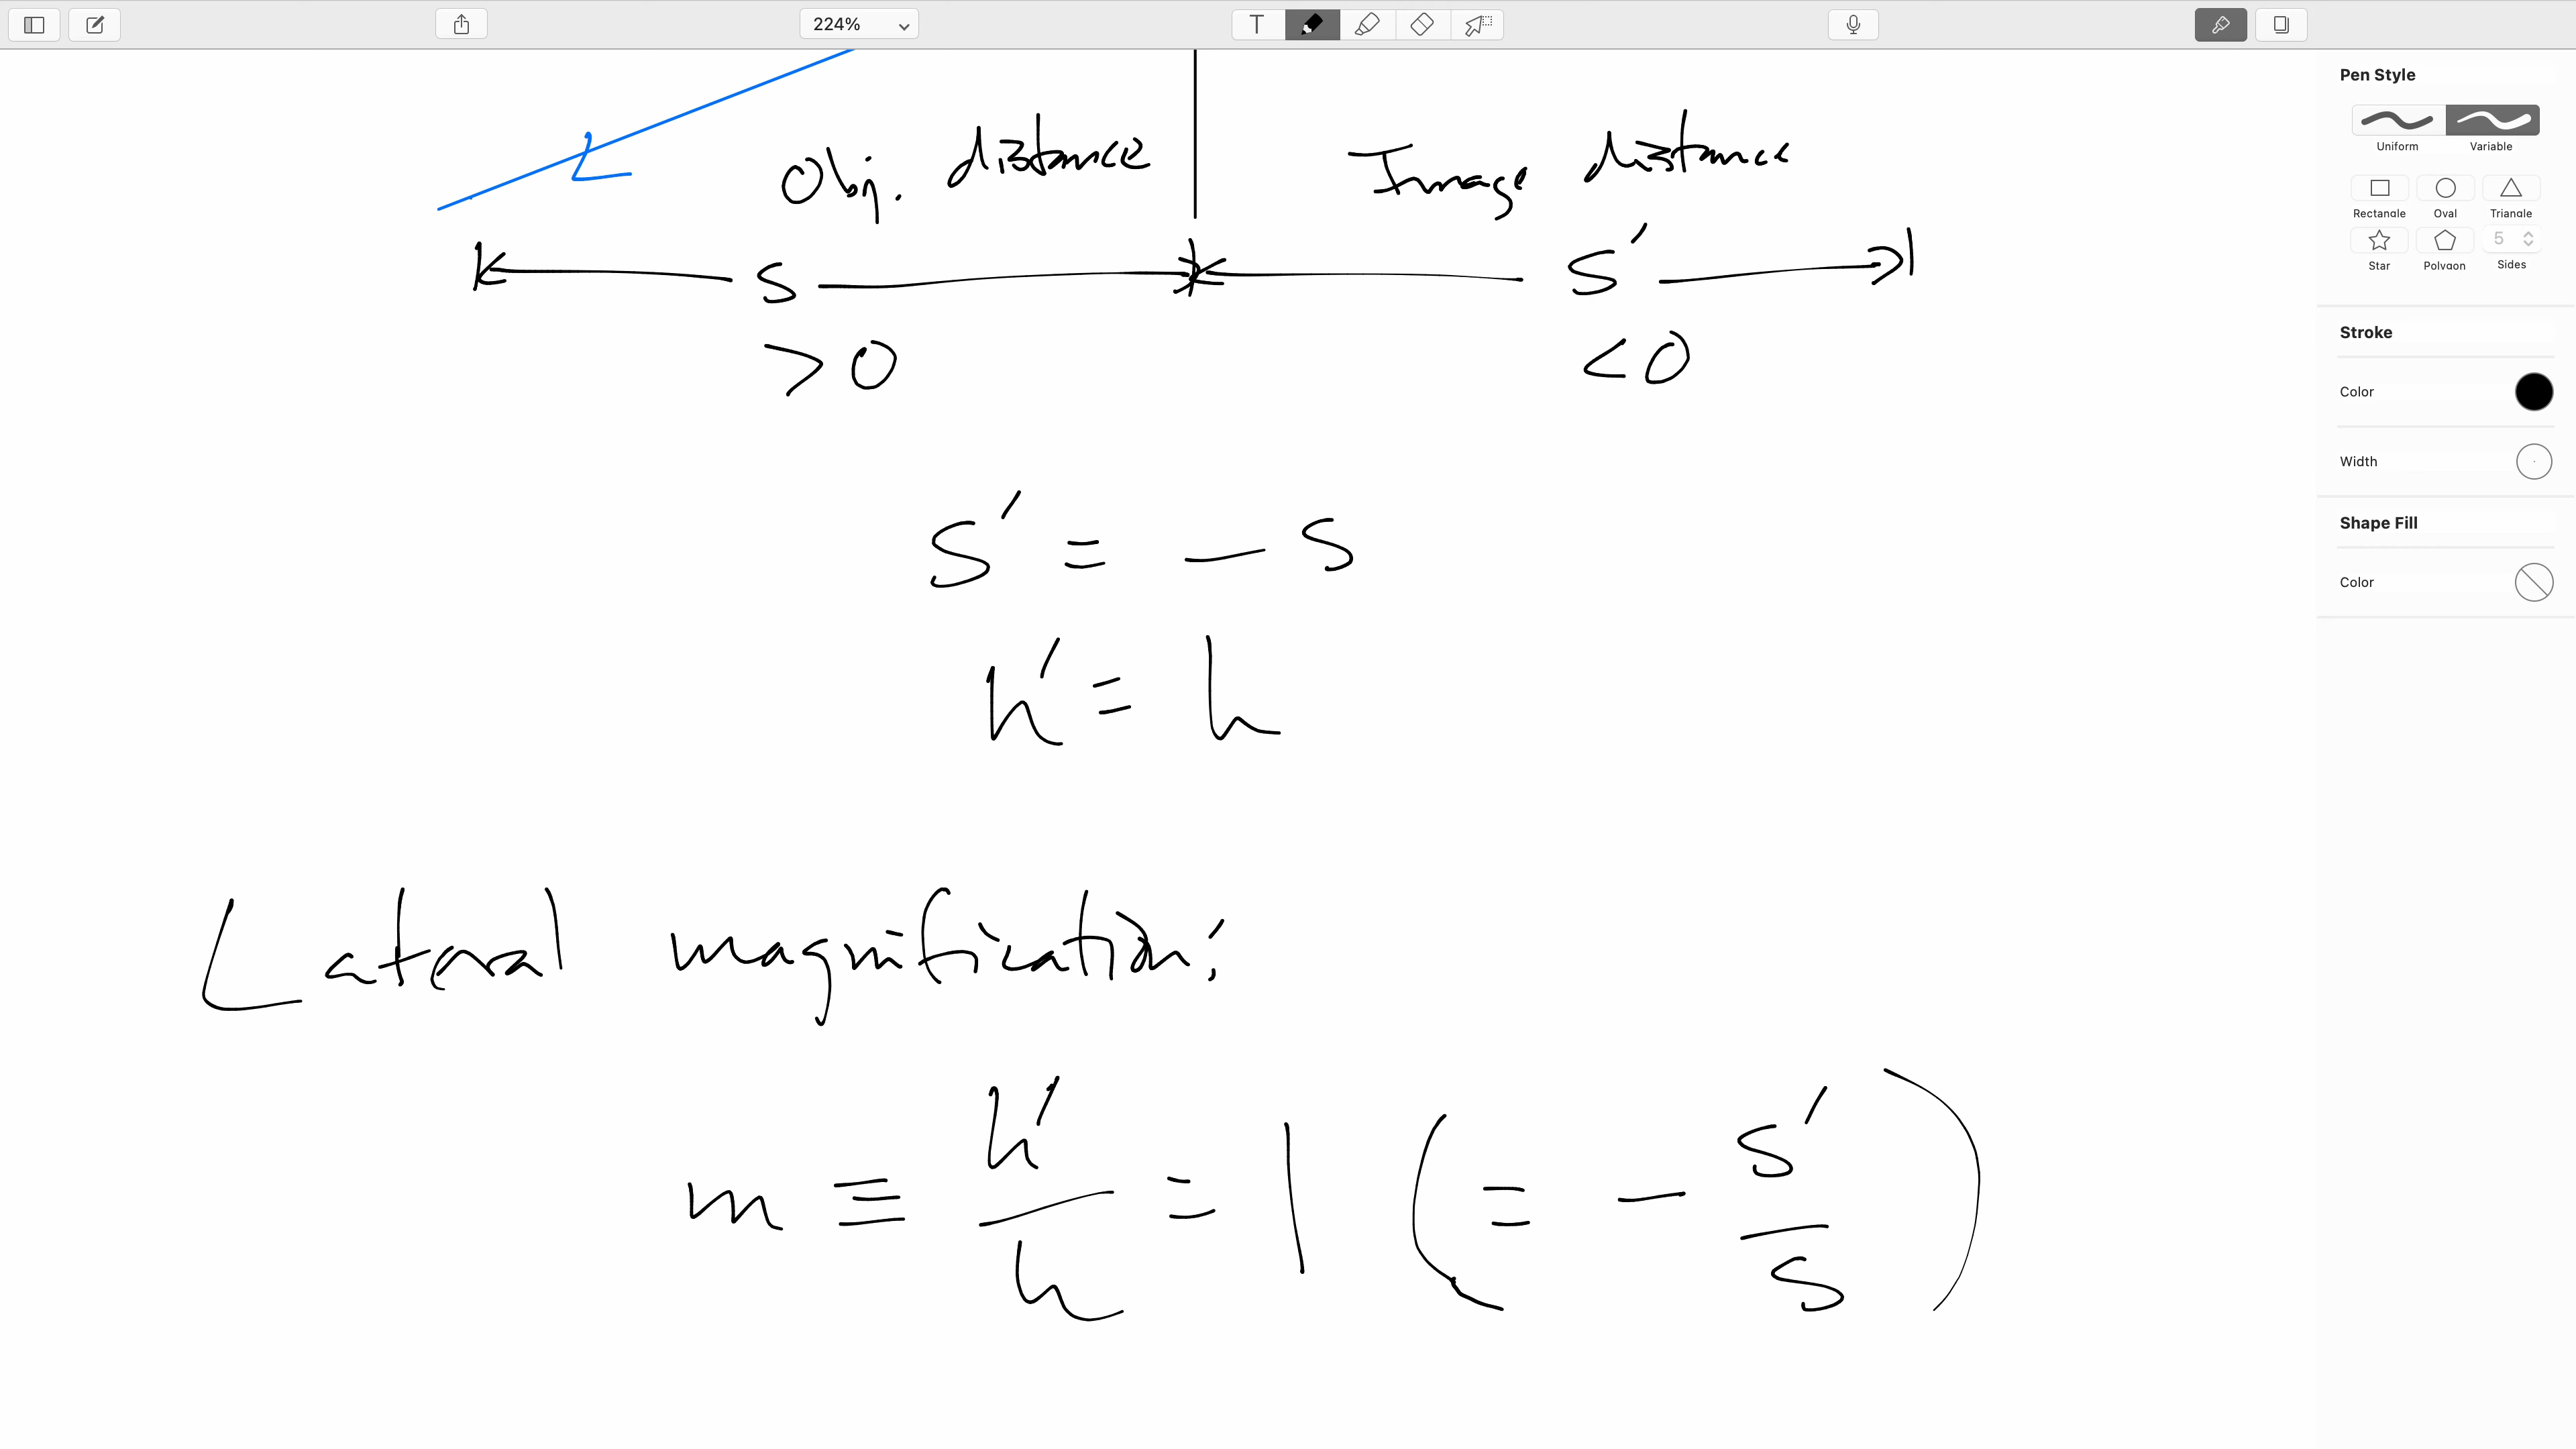 224%
T
Pen Style
Uniform Variable
Rectangle Oval Triangle
5
Star Polygon Sides
Stroke
Color
Width
Shape Fill
Color
L
Obj. distance Image distance
s s'
>0 <0
s' = - s
h' = h
Lateral magnification:
m ≡ h'/h = 1 (= - s'/s)